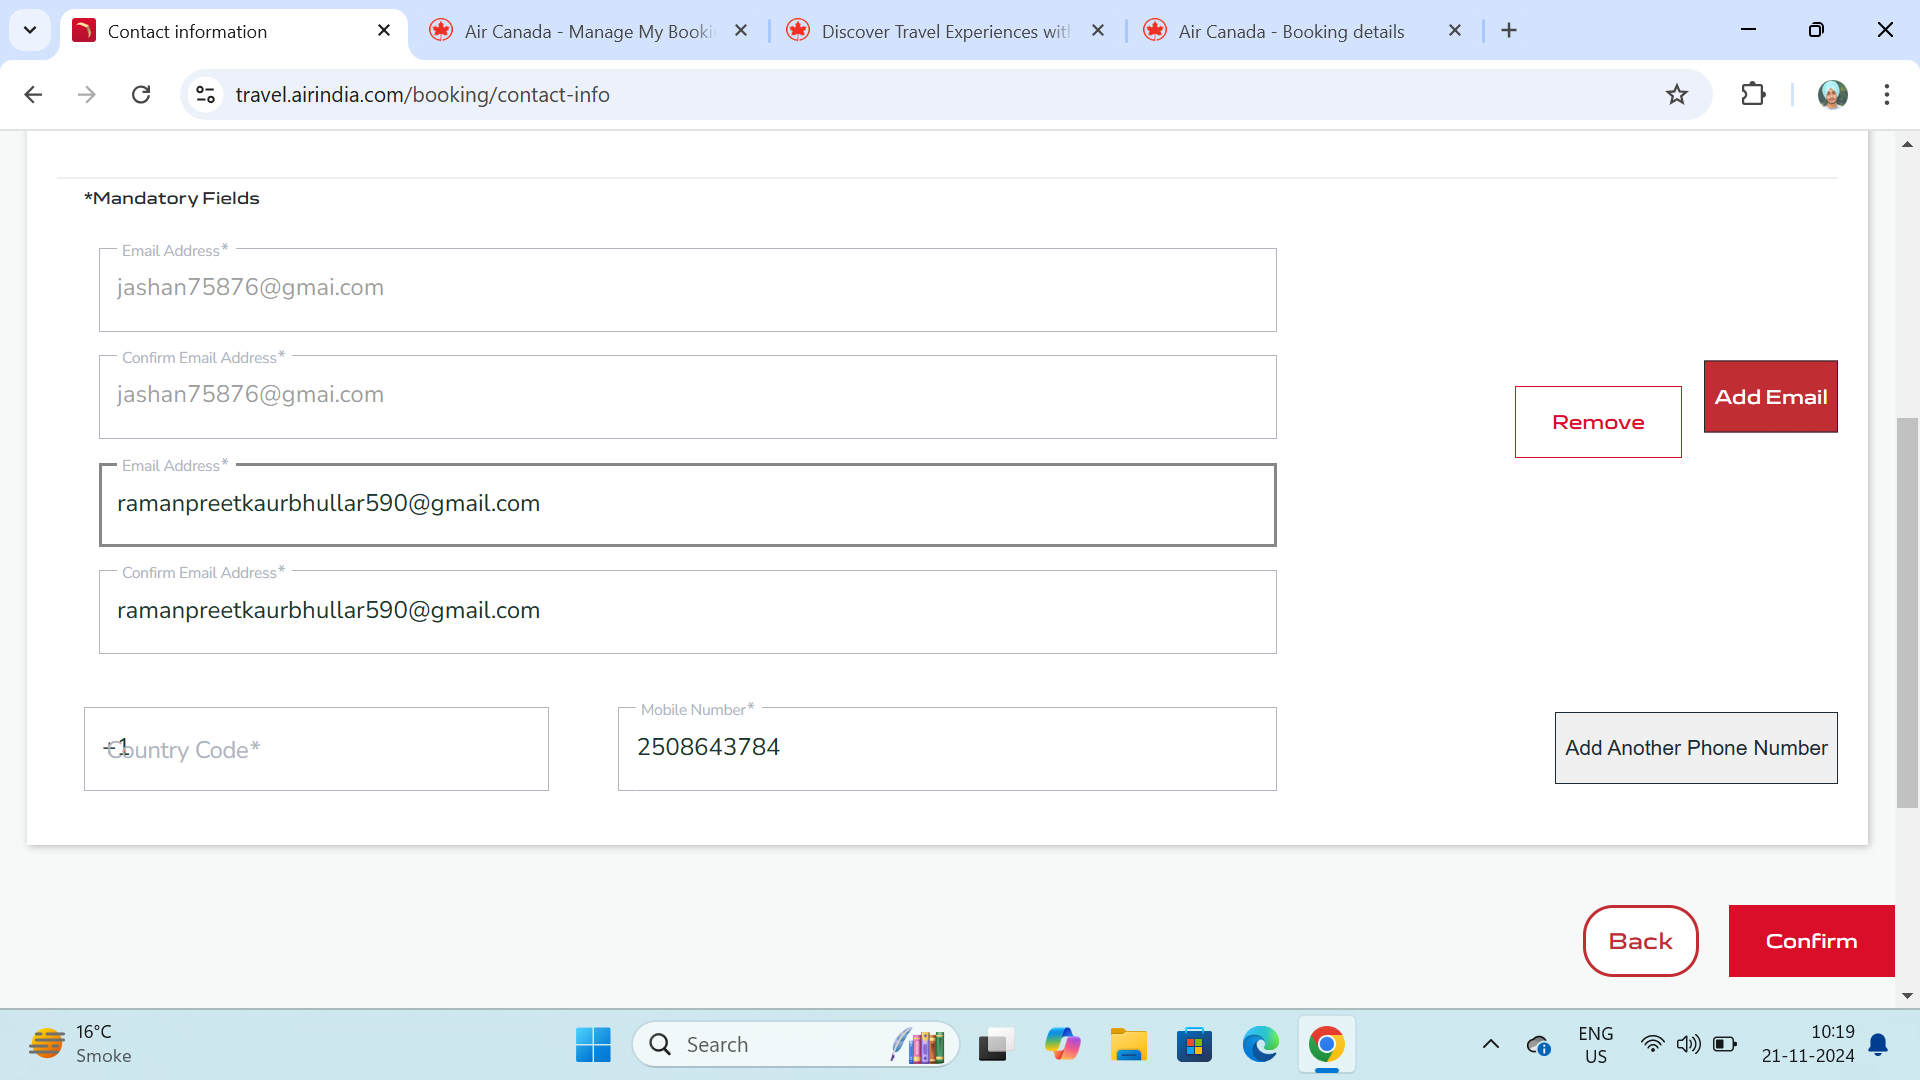 Contact information
Air Canada - Manage My Booki
Discover Travel Experiences wit
Air Canada - Booking details
travel.airindia.com/booking/contact-info
*Mandatory Fields
Email Address*
jashan75876@gmai.com
Confirm Email Address*
jashan75876@gmai.com
Remove
Add Email
Email Address*
ramanpreetkaurbhullar590@gmail.com
Confirm Email Address*
ramanpreetkaurbhullar590@gmail.com
+1
Country Code*
Mobile Number*
2508643784
Add Another Phone Number
Back
Confirm
16°C
Smoke
Search
ENG
US
10:19
21-11-2024